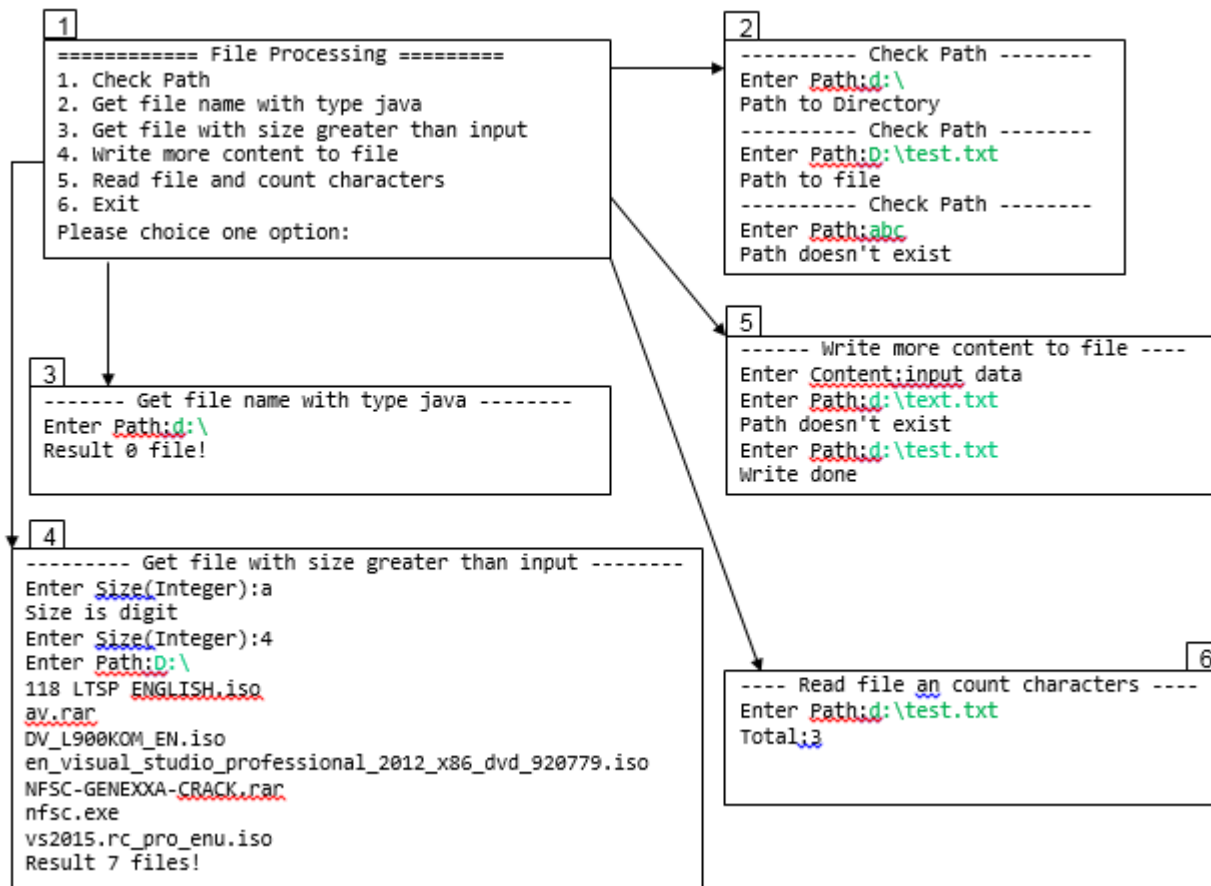 1
============ File Processing =========
1. Check Path
2. Get file name with type java
3. Get file with size greater than input
4. Write more content to file
5. Read file and count characters
6. Exit
Please choice one option:
2
---------- Check Path --------
Enter Path:d:\
Path to Directory
---------- Check Path --------
Enter Path:D:\test.txt
Path to file
---------- Check Path --------
Enter Path:abc
Path doesn't exist
3
------- Get file name with type java --------
Enter Path:d:\
Result 0 file!
5
------ Write more content to file ----
Enter Content:input data
Enter Path:d:\text.txt
Path doesn't exist
Enter Path:d:\test.txt
Write done
4
--------- Get file with size greater than input --------
Enter Size(Integer):a
Size is digit
Enter Size(Integer):4
Enter Path:D:\
118 LTSP ENGLISH.iso
av.rar
DV_L900KOM_EN.iso
en_visual_studio_professional_2012_x86_dvd_920779.iso
NFSC-GENEXXA-CRACK.rar
nfsc.exe
vs2015.rc_pro_enu.iso
Result 7 files!
6
---- Read file an count characters ----
Enter Path:d:\test.txt
Total:3